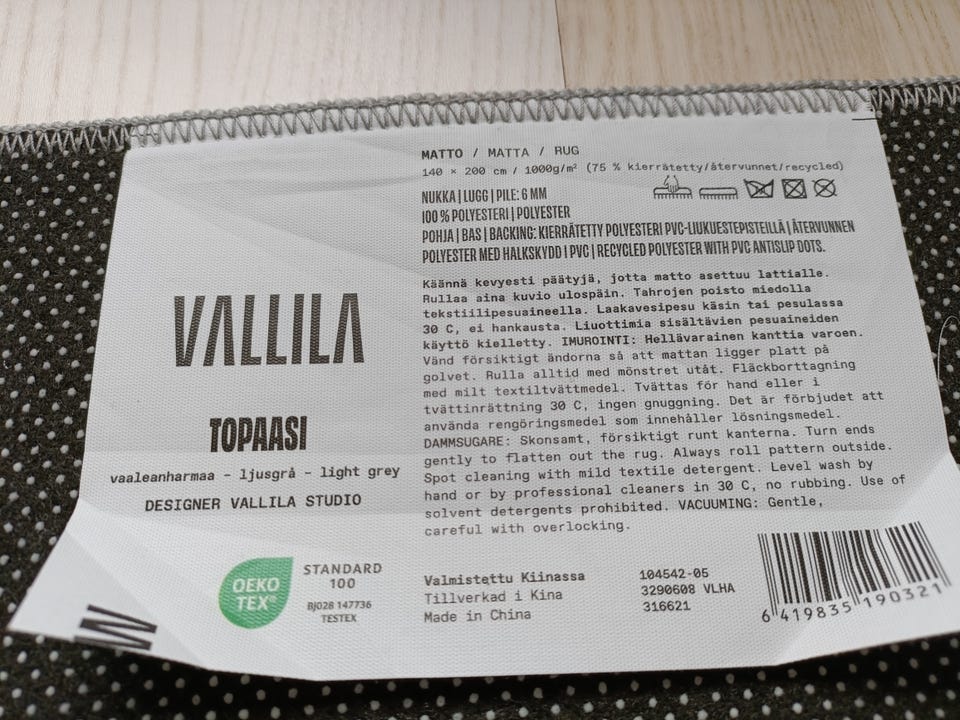 MATTO / MATTA / RUG
140 × 200 cm / 1000g/m² (75 % kierrätetty/återvunnet/recycled)
NUKKA | LUGG | PILE: 6 MM
100 % POLYESTERI | POLYESTER
POHJA | BAS | BACKING: KIERRÄTETTY POLYESTERI PVC-LIUKUESTEPISTEILLÄ | ÅTERVUNNEN
POLYESTER MED HALKSKYDD I PVC | RECYCLED POLYESTER WITH PVC ANTISLIP DOTS.
Käännä kevyesti päätyjä, jotta matto asettuu lattialle.
Rullaa aina kuvio ulospäin. Tahrojen poisto miedolla
tekstiilipesuaineella. Laakavesipesu käsin tai pesulassa
30 C, ei hankausta. Liuottimia sisältävien pesuaineiden
käyttö kielletty. IMUROINTI: Hellävarainen kanttia varoen.
Vänd försiktigt ändorna så att mattan ligger platt på
golvet. Rulla alltid med mönstret utåt. Fläckborttagning
med milt textiltvättmedel. Tvättas för hand eller i
tvättinrättning 30 C, ingen gnuggning. Det är förbjudet att
använda rengöringsmedel som innehåller lösningsmedel.
DAMMSUGARE: Skonsamt, försiktigt runt kanterna. Turn ends
gently to flatten out the rug. Always roll pattern outside.
Spot cleaning with mild textile detergent. Level wash by
hand or by professional cleaners in 30 C, no rubbing. Use of
solvent detergents prohibited. VACUUMING: Gentle,
careful with overlocking.
VALLILA
TOPAASI
vaaleanharmaa - ljusgrå - light grey
DESIGNER VALLILA STUDIO
OEKO
TEX®
STANDARD
100
BJ028 147736
TESTEX
Valmistettu Kiinassa
Tillverkad i Kina
Made in China
104542-05
3290608 VLHA
316621
6 419835 190321